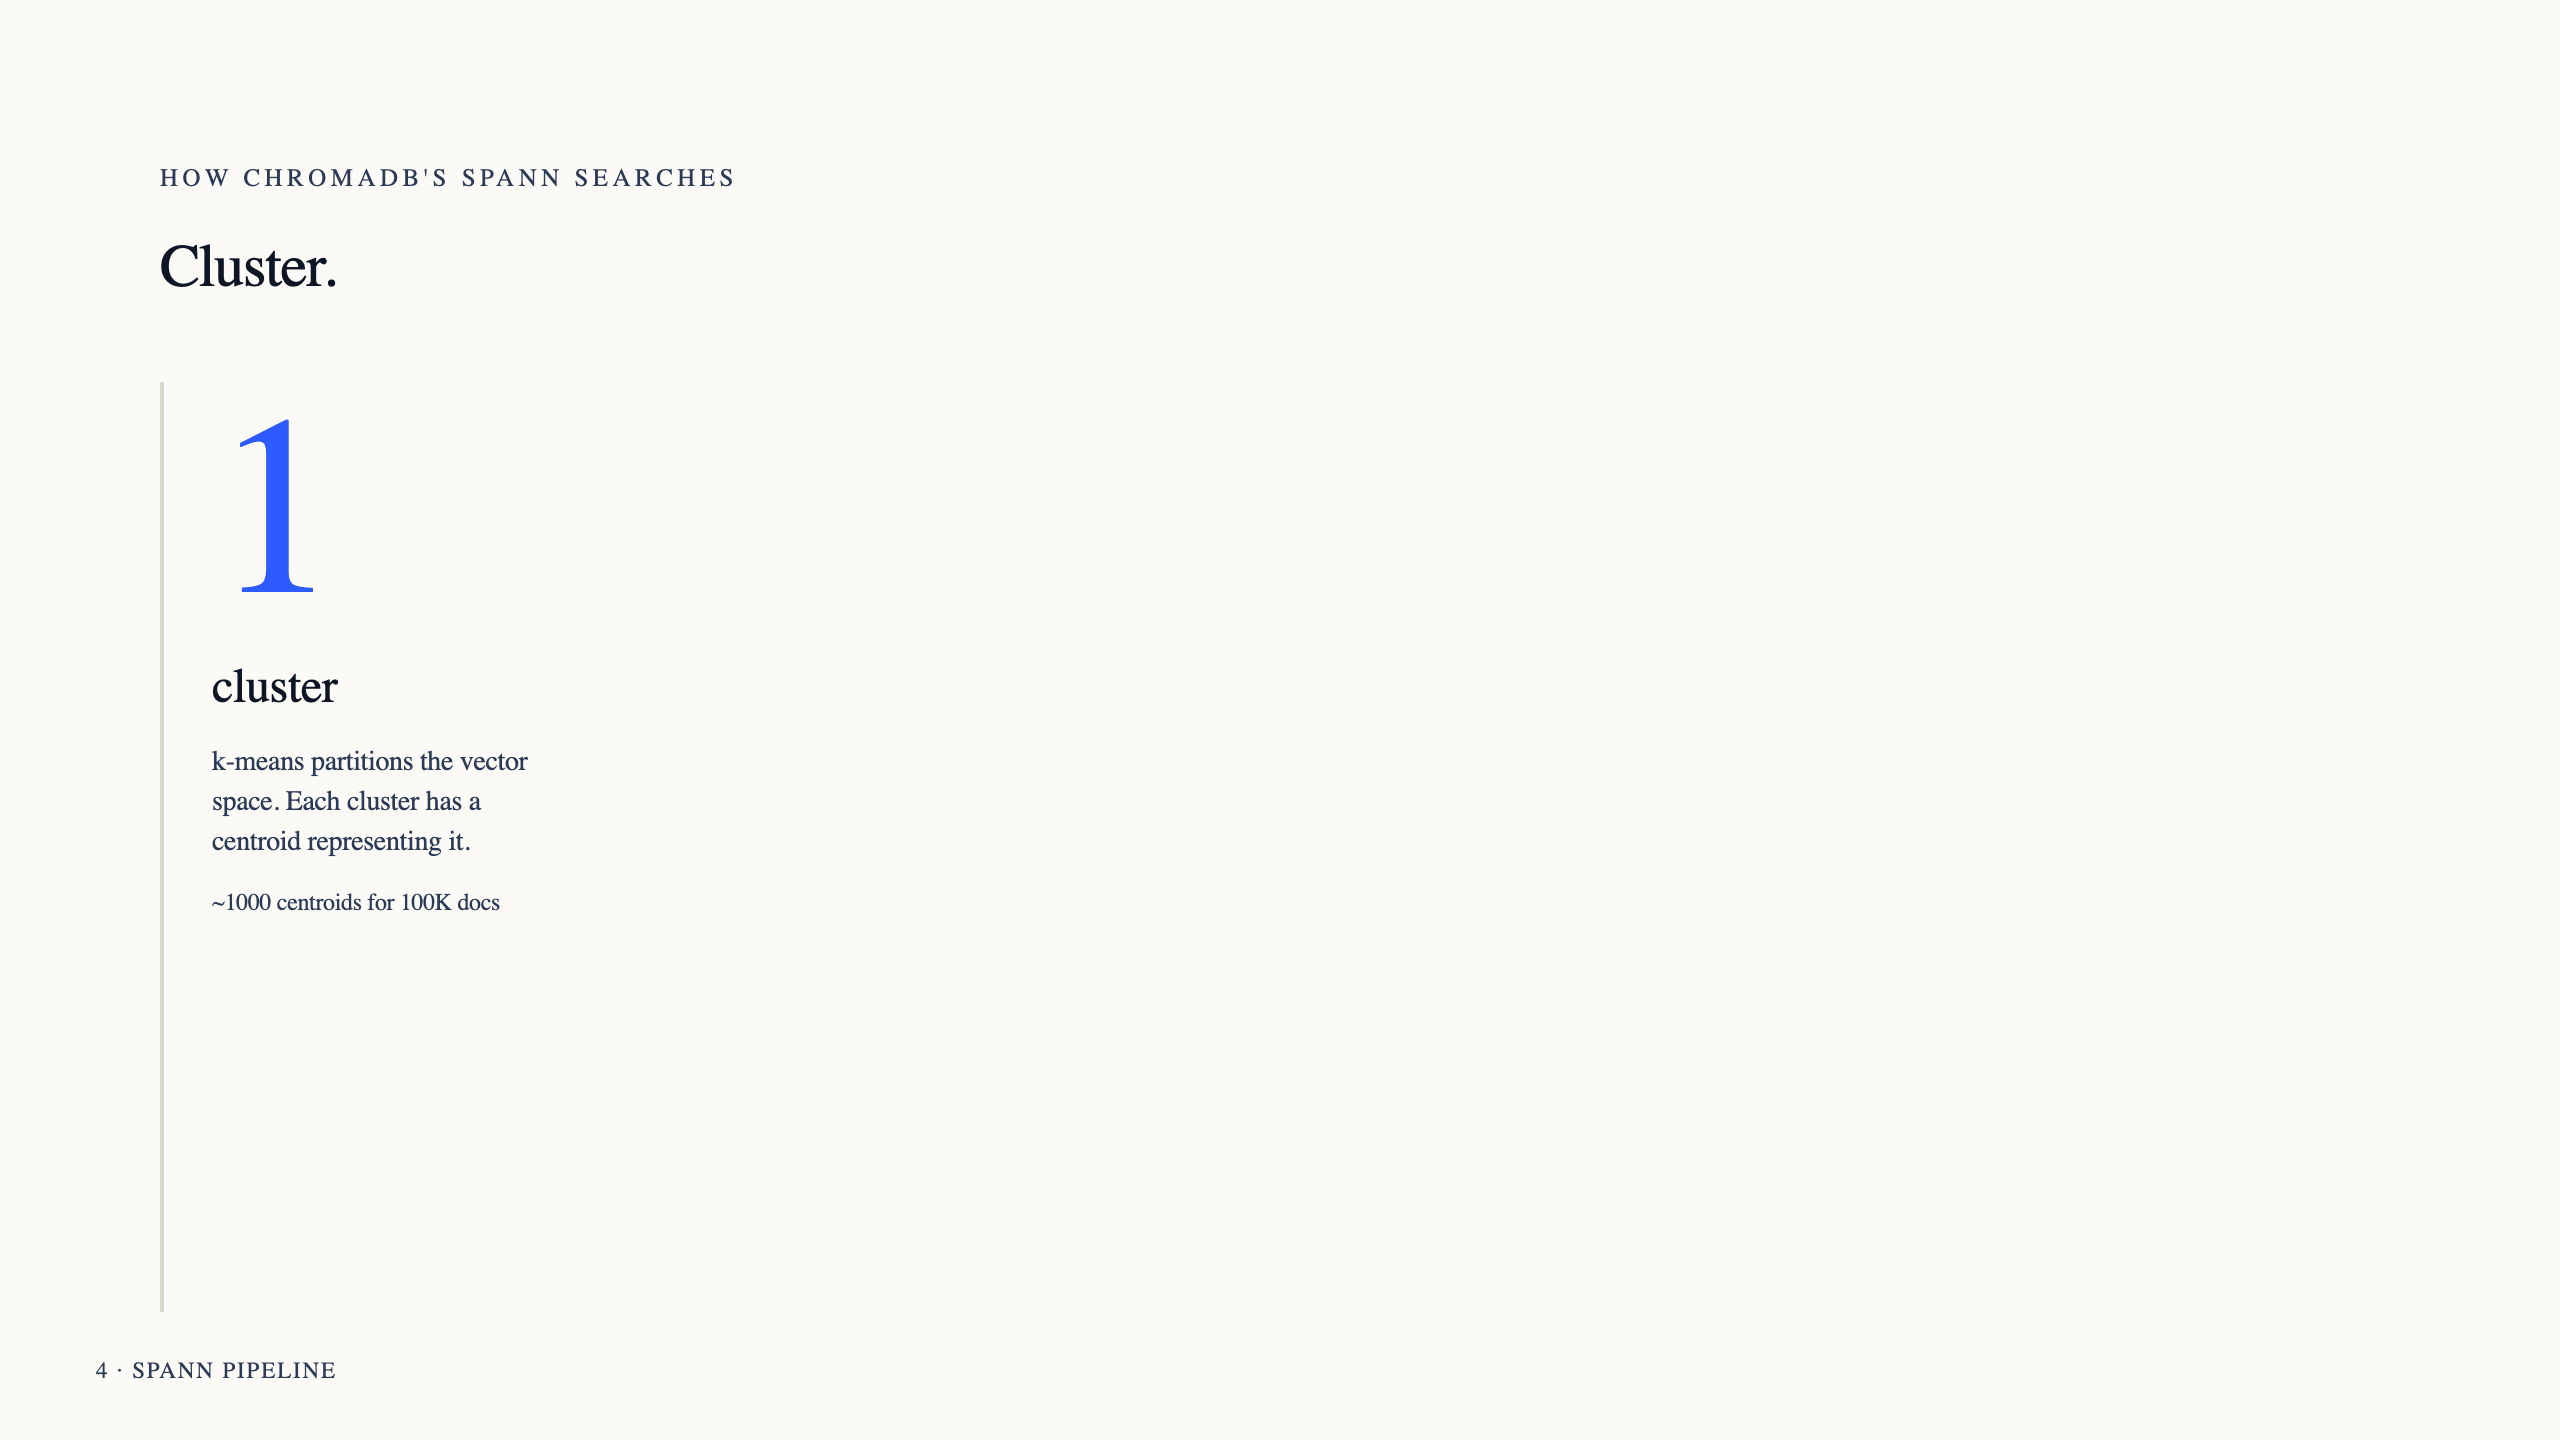 HOW CHROMADB'S SPANN SEARCHES
Cluster.
1
cluster
k-means partitions the vector
space. Each cluster has a
centroid representing it.
~1000 centroids for 100K docs
4 · SPANN PIPELINE